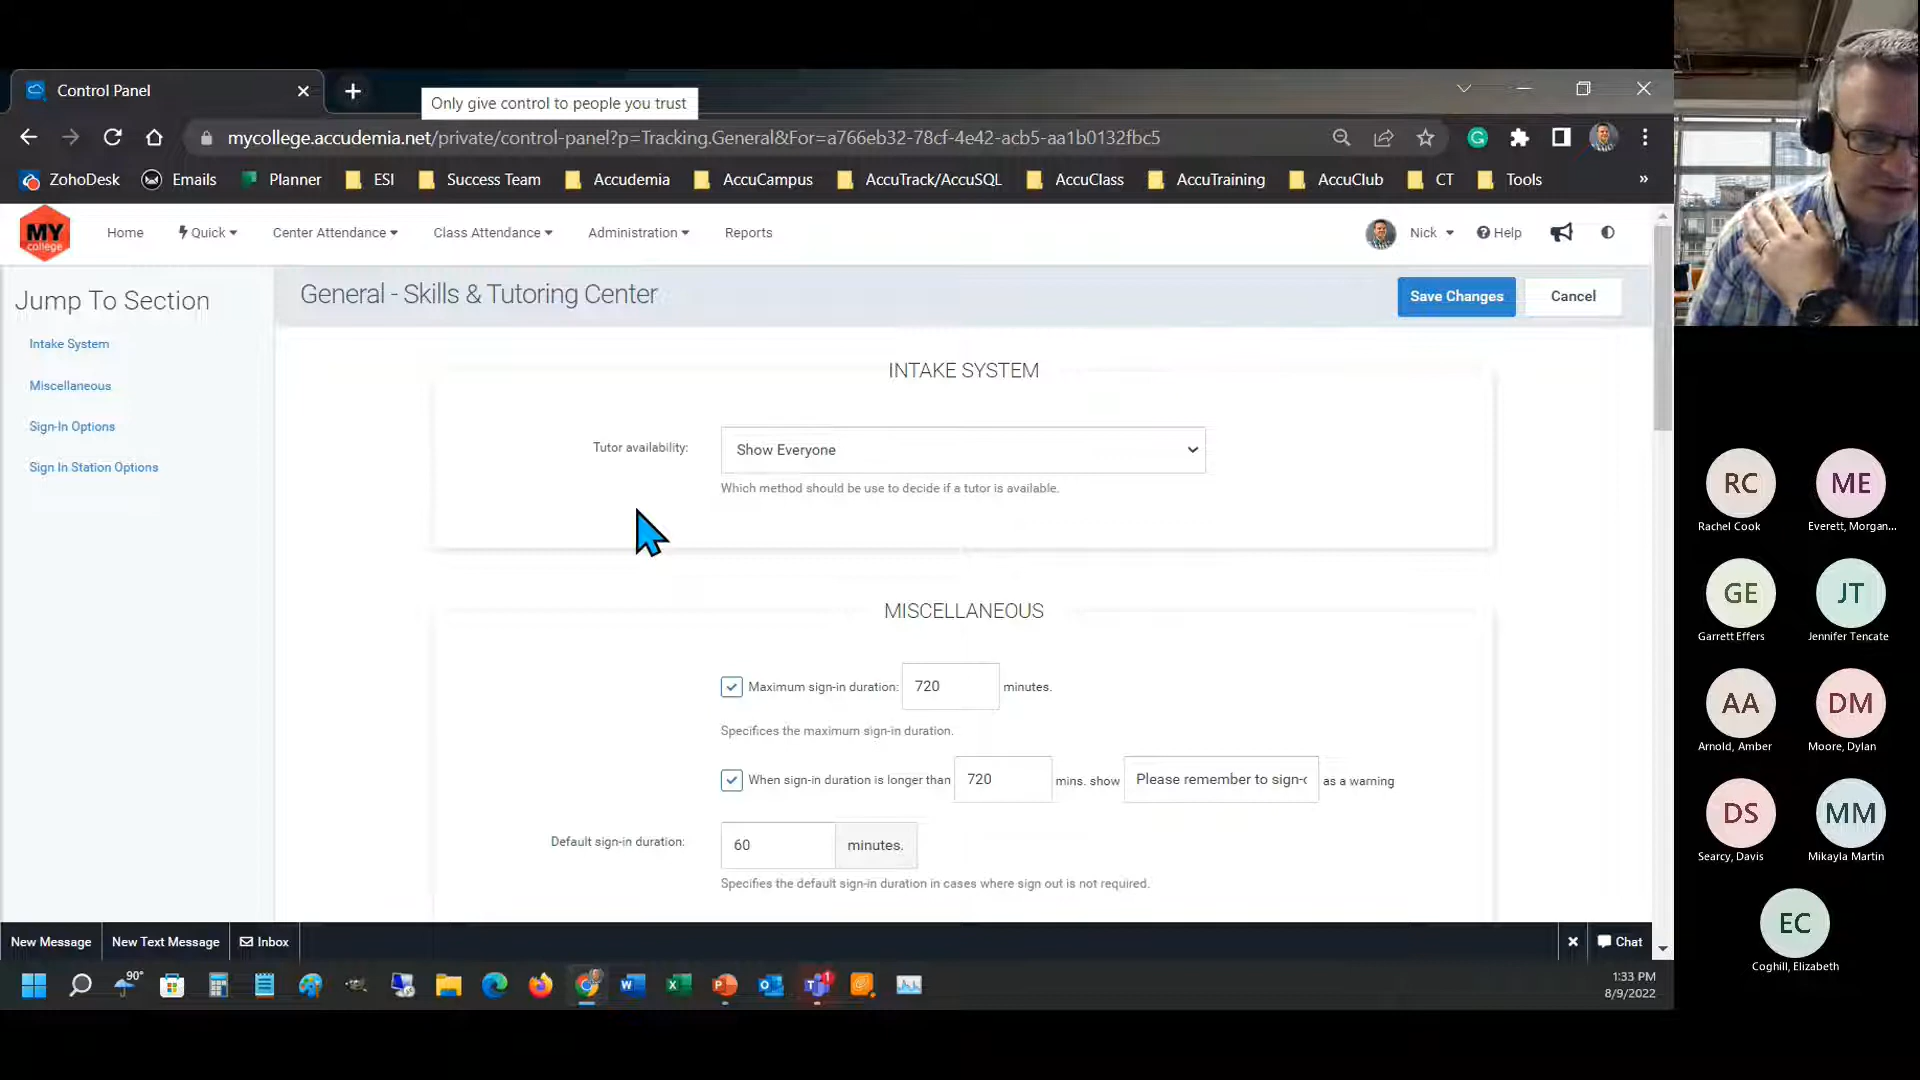 Control Panel
Only give control to people you trust
mycollege.accudemia.net/private/control-panel?p=Tracking.General&For=a766eb32-78cf-4e42-acb5-aa1b0132fbc5
ZohoDesk Emails Planner ESI Success Team Accudemia AccuCampus AccuTrack/AccuSQL AccuClass AccuTraining AccuClub CT Tools »
MY college Home Quick Center Attendance Class Attendance Administration Reports Nick Help
Jump To Section
Intake System
Miscellaneous
Sign-In Options
Sign In Station Options
General - Skills & Tutoring Center
Save Changes Cancel
INTAKE SYSTEM
Tutor availability: Show Everyone
Which method should be use to decide if a tutor is available.
MISCELLANEOUS
Maximum sign-in duration: 720 minutes.
Specifices the maximum sign-in duration.
When sign-in duration is longer than 720 mins. show Please remember to sign-c as a warning
Default sign-in duration: 60 minutes.
Specifies the default sign-in duration in cases where sign out is not required.
New Message New Text Message Inbox Chat
90°
1
1:33 PM
8/9/2022
RC ME
Rachel Cook Everett, Morgan...
GE JT
Garrett Effers Jennifer Tencate
AA DM
Arnold, Amber Moore, Dylan
DS MM
Searcy, Davis Mikayla Martin
EC
Coghill, Elizabeth